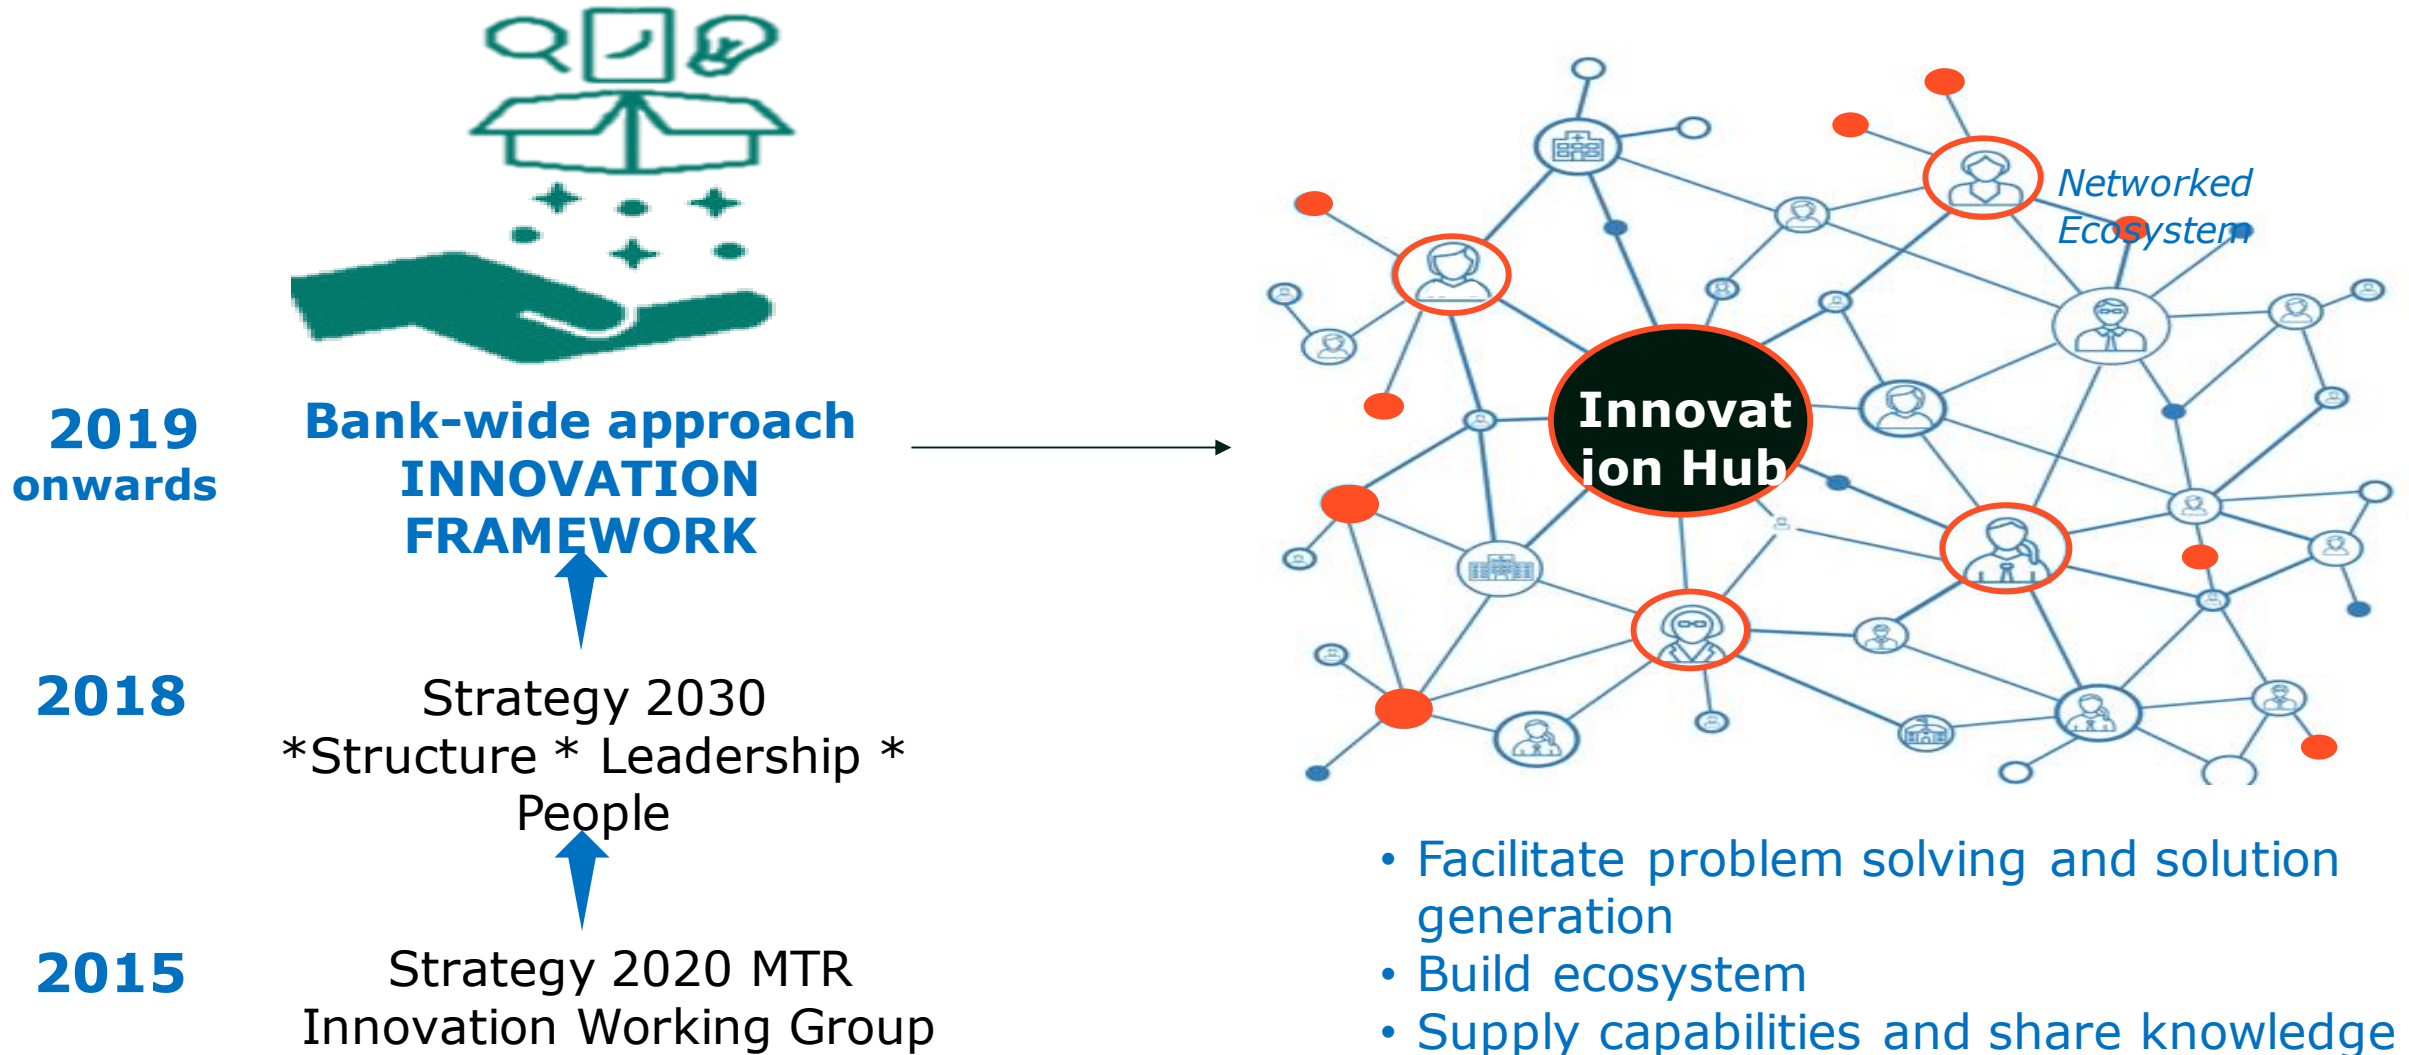 2019
onwards
Bank-wide approach
INNOVATION
FRAMEWORK
2018
Strategy 2030
*Structure * Leadership *
People
2015
Strategy 2020 MTR
Innovation Working Group
Networked
Ecosystem
Innovat
ion Hub
• Facilitate problem solving and solution
generation
• Build ecosystem
• Supply capabilities and share knowledge